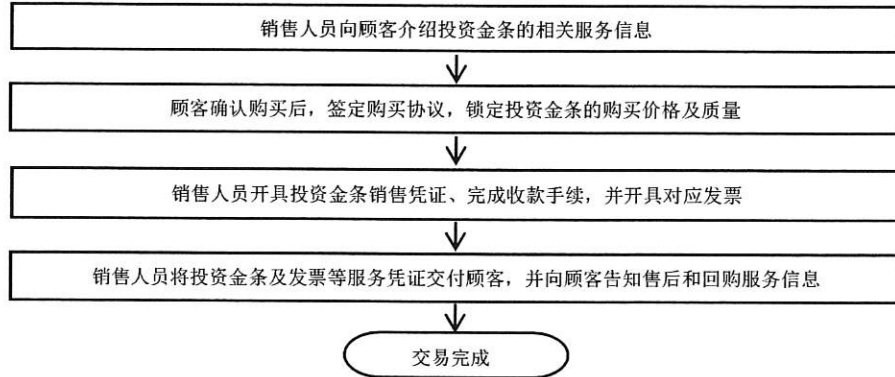 销售人员向顾客介绍投资金条的相关服务信息
顾客确认购买后，签定购买协议，锁定投资金条的购买价格及质量
销售人员开具投资金条销售凭证、完成收款手续，并开具对应发票
销售人员将投资金条及发票等服务凭证交付顾客，并向顾客告知售后和回购服务信息
交易完成